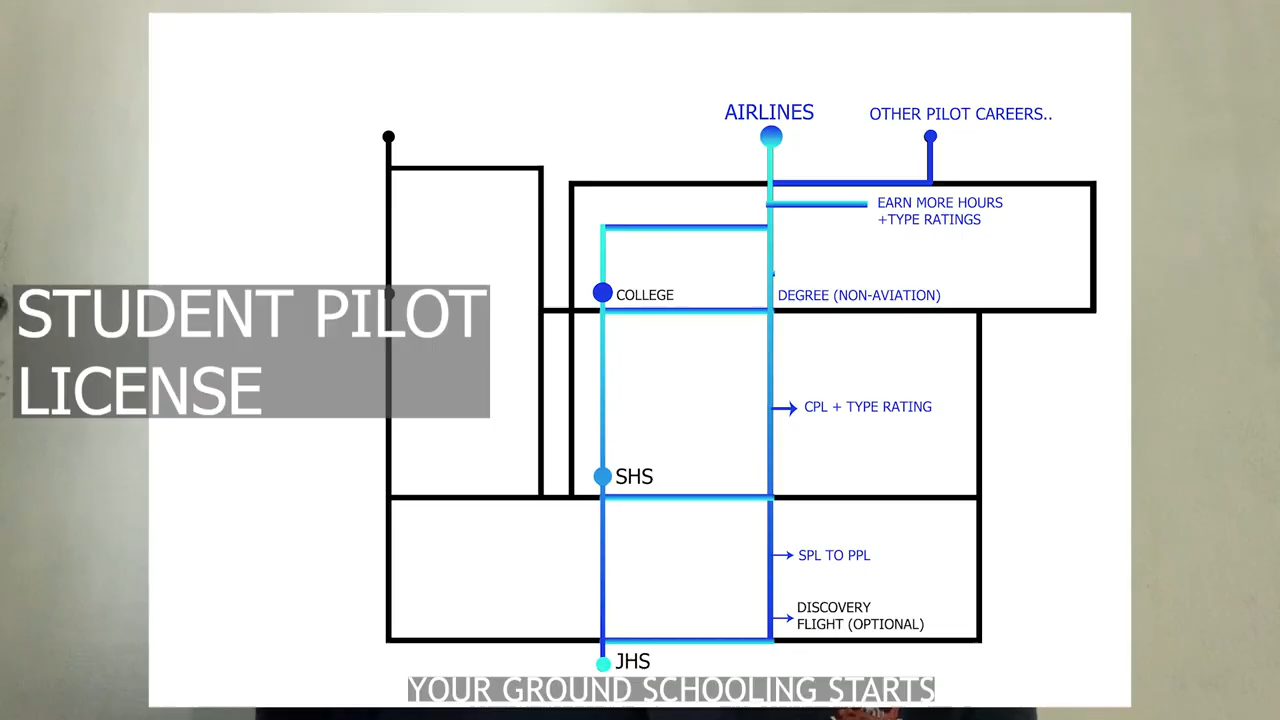 AIRLINES
OTHER PILOT CAREERS..
EARN MORE HOURS
+TYPE RATINGS
COLLEGE
DEGREE (NON-AVIATION)
STUDENT PILOT
LICENSE
CPL + TYPE RATING
SHS
SPL TO PPL
DISCOVERY
FLIGHT (OPTIONAL)
JHS
YOUR GROUND SCHOOLING STARTS